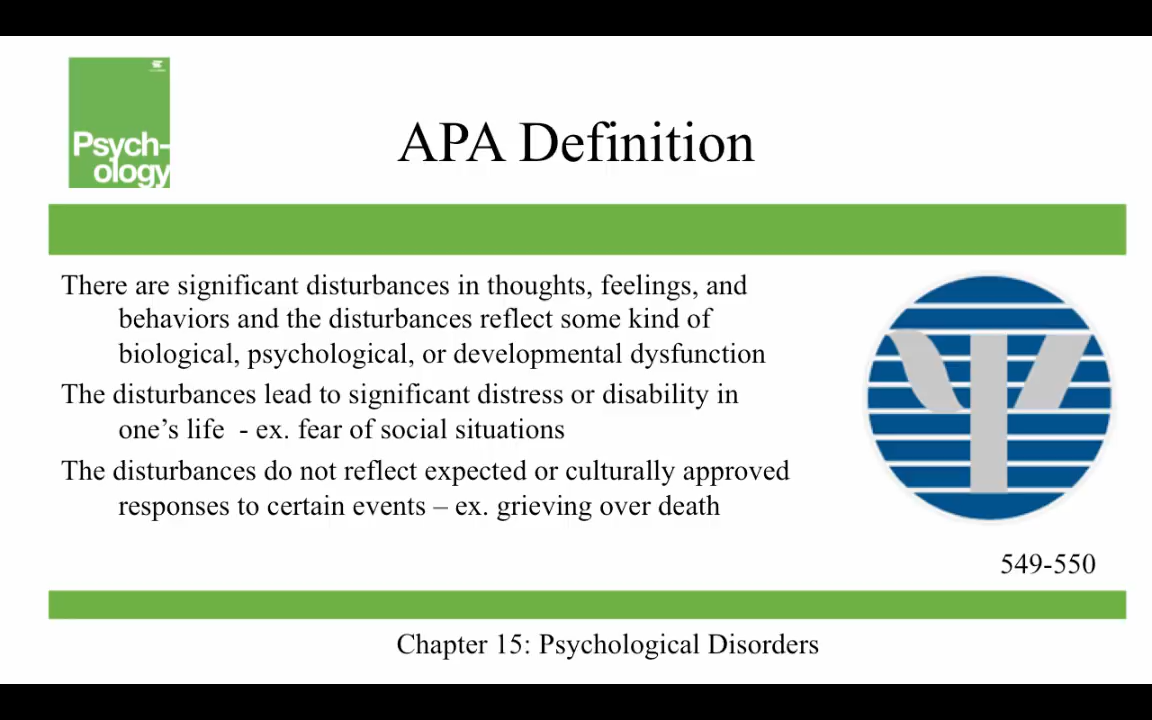 Psych-
ology
APA Definition
There are significant disturbances in thoughts, feelings, and
behaviors and the disturbances reflect some kind of
biological, psychological, or developmental dysfunction
The disturbances lead to significant distress or disability in
one’s life - ex. fear of social situations
The disturbances do not reflect expected or culturally approved
responses to certain events – ex. grieving over death
549-550
Chapter 15: Psychological Disorders